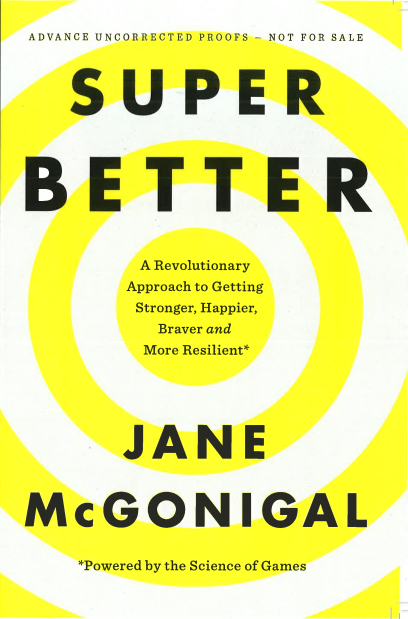 ADVANCE UNCORRECTED PROOFS – NOT FOR SALE
SUPER
BETTER
A Revolutionary
Approach to Getting
Stronger, Happier,
Braver and
More Resilient*
JANE
McGONIGAL
*Powered by the Science of Games